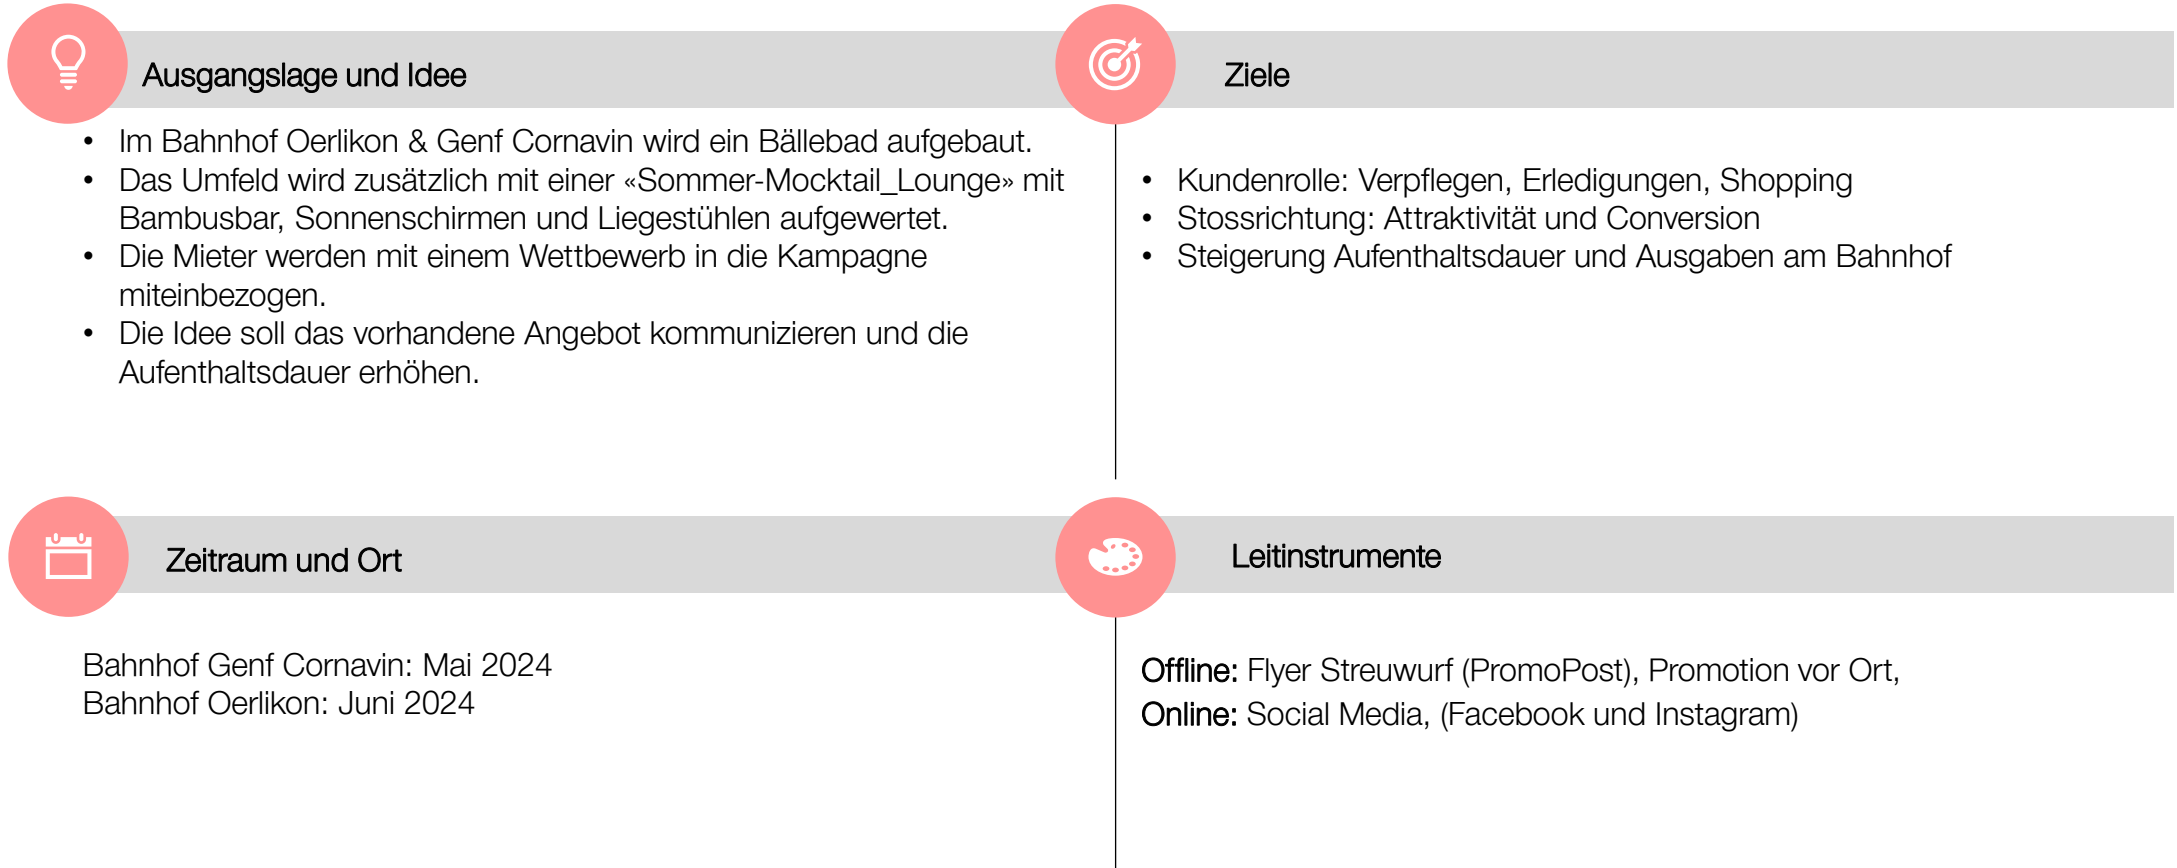 Ausgangslage und Idee
• Im Bahnhof Oerlikon & Genf Cornavin wird ein Bällebad aufgebaut.
• Das Umfeld wird zusätzlich mit einer «Sommer-Mocktail_Lounge» mit
Bambusbar, Sonnenschirmen und Liegestühlen aufgewertet.
• Die Mieter werden mit einem Wettbewerb in die Kampagne
miteinbezogen.
• Die Idee soll das vorhandene Angebot kommunizieren und die
Aufenthaltsdauer erhöhen.
Ziele
• Kundenrolle: Verpflegen, Erledigungen, Shopping
• Stossrichtung: Attraktivität und Conversion
• Steigerung Aufenthaltsdauer und Ausgaben am Bahnhof
Zeitraum und Ort
Bahnhof Genf Cornavin: Mai 2024
Bahnhof Oerlikon: Juni 2024
Leitinstrumente
Offline: Flyer Streuwurf (PromoPost), Promotion vor Ort,
Online: Social Media, (Facebook und Instagram)